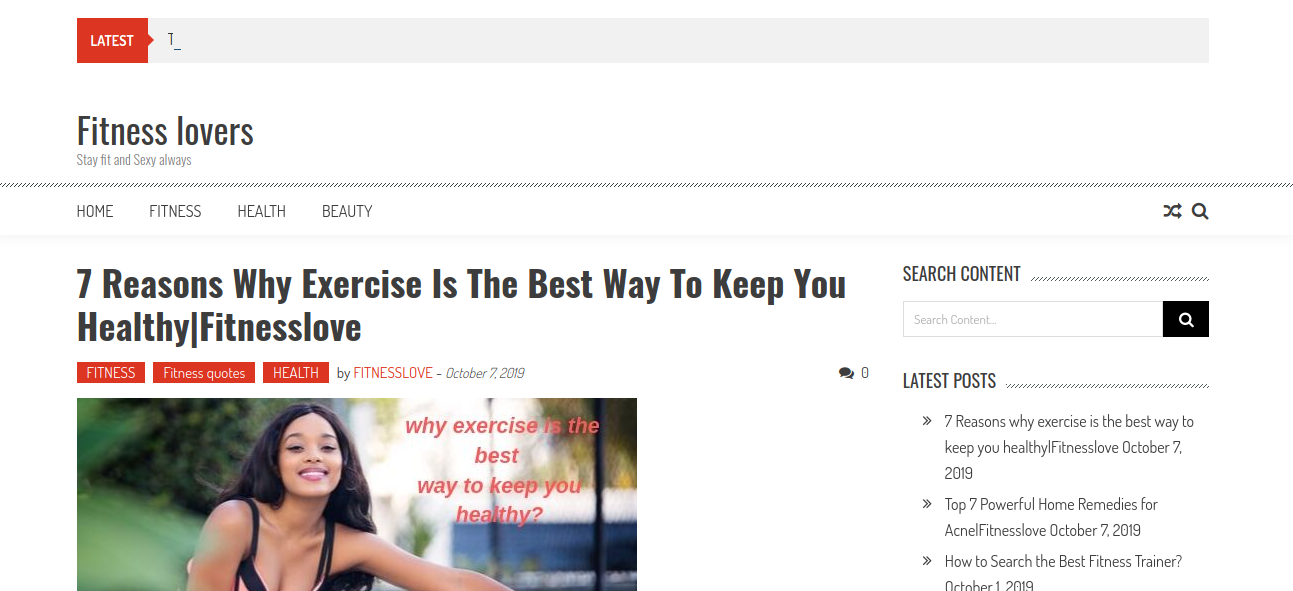 LATEST T_
Fitness lovers
Stay fit and Sexy always
HOME FITNESS HEALTH BEAUTY
7 Reasons Why Exercise Is The Best Way To Keep You
Healthy|Fitnesslove
FITNESS Fitness quotes HEALTH by FITNESSLOVE - October 7, 2019 0
why exercise is the
best
way to keep you
healthy?
SEARCH CONTENT
Search Content...
LATEST POSTS
7 Reasons why exercise is the best way to
keep you healthy|Fitnesslove October 7,
2019
Top 7 Powerful Home Remedies for
Acne|Fitnesslove October 7, 2019
How to Search the Best Fitness Trainer?
October 1, 2019